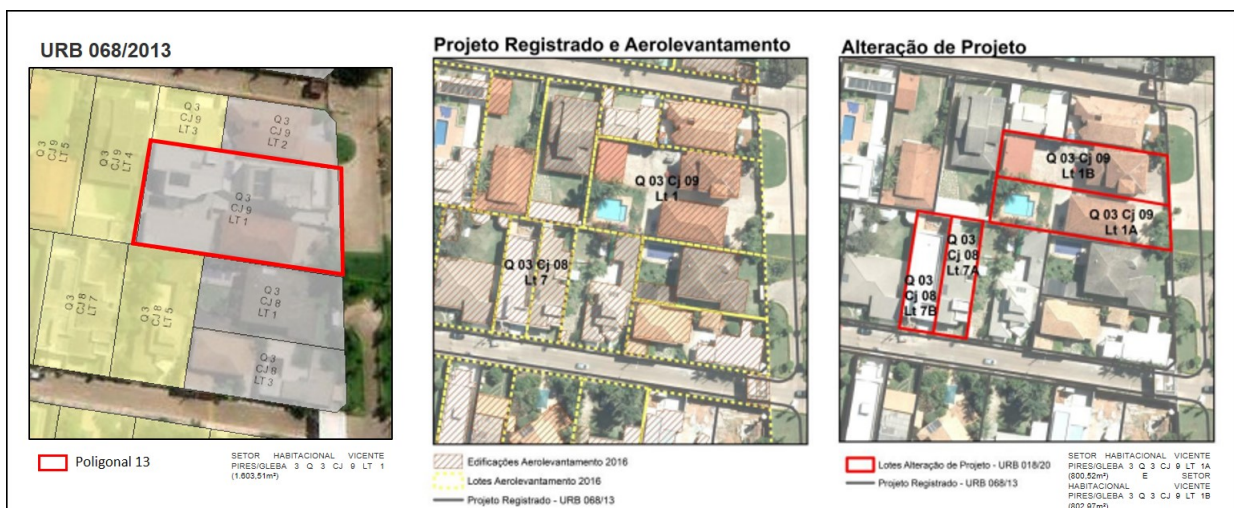 URB 068/2013
Q 3
CJ 9
LT 5
Q 3
CJ 9
LT 4
Q 3
CJ 9
LT 3
Q 3
CJ 9
LT 2
Q 3
CJ 9
LT 1
Q 3
CJ 8
LT 7
Q 3
CJ 8
LT 5
Q 3
CJ 8
LT 1
Q 3
CJ 8
LT 3
Poligonal 13
SETOR HABITACIONAL VICENTE
PIRES/GLEBA 3 Q 3 CJ 9 LT 1
(1.603,51m²)
Projeto Registrado e Aerolevantamento
Q 03 Cj 09
Lt 1
Q 03 Cj 08
Lt 7
Edificações Aerolevantamento 2016
Lotes Aerolevantamento 2016
Projeto Registrado - URB 068/13
Alteração de Projeto
Q 03 Cj 09
Lt 1B
Q 03 Cj 09
Lt 1A
Q 03
Cj 08
Lt 7A
Q 03
Cj 08
Lt 7B
Lotes Alteração de Projeto - URB 018/20
Projeto Registrado - URB 068/13
SETOR HABITACIONAL VICENTE
PIRES/GLEBA 3 Q 3 CJ 9 LT 1A
(800,52m²) E SETOR
HABITACIONAL VICENTE
PIRES/GLEBA 3 Q 3 CJ 9 LT 1B
(802,97m²)